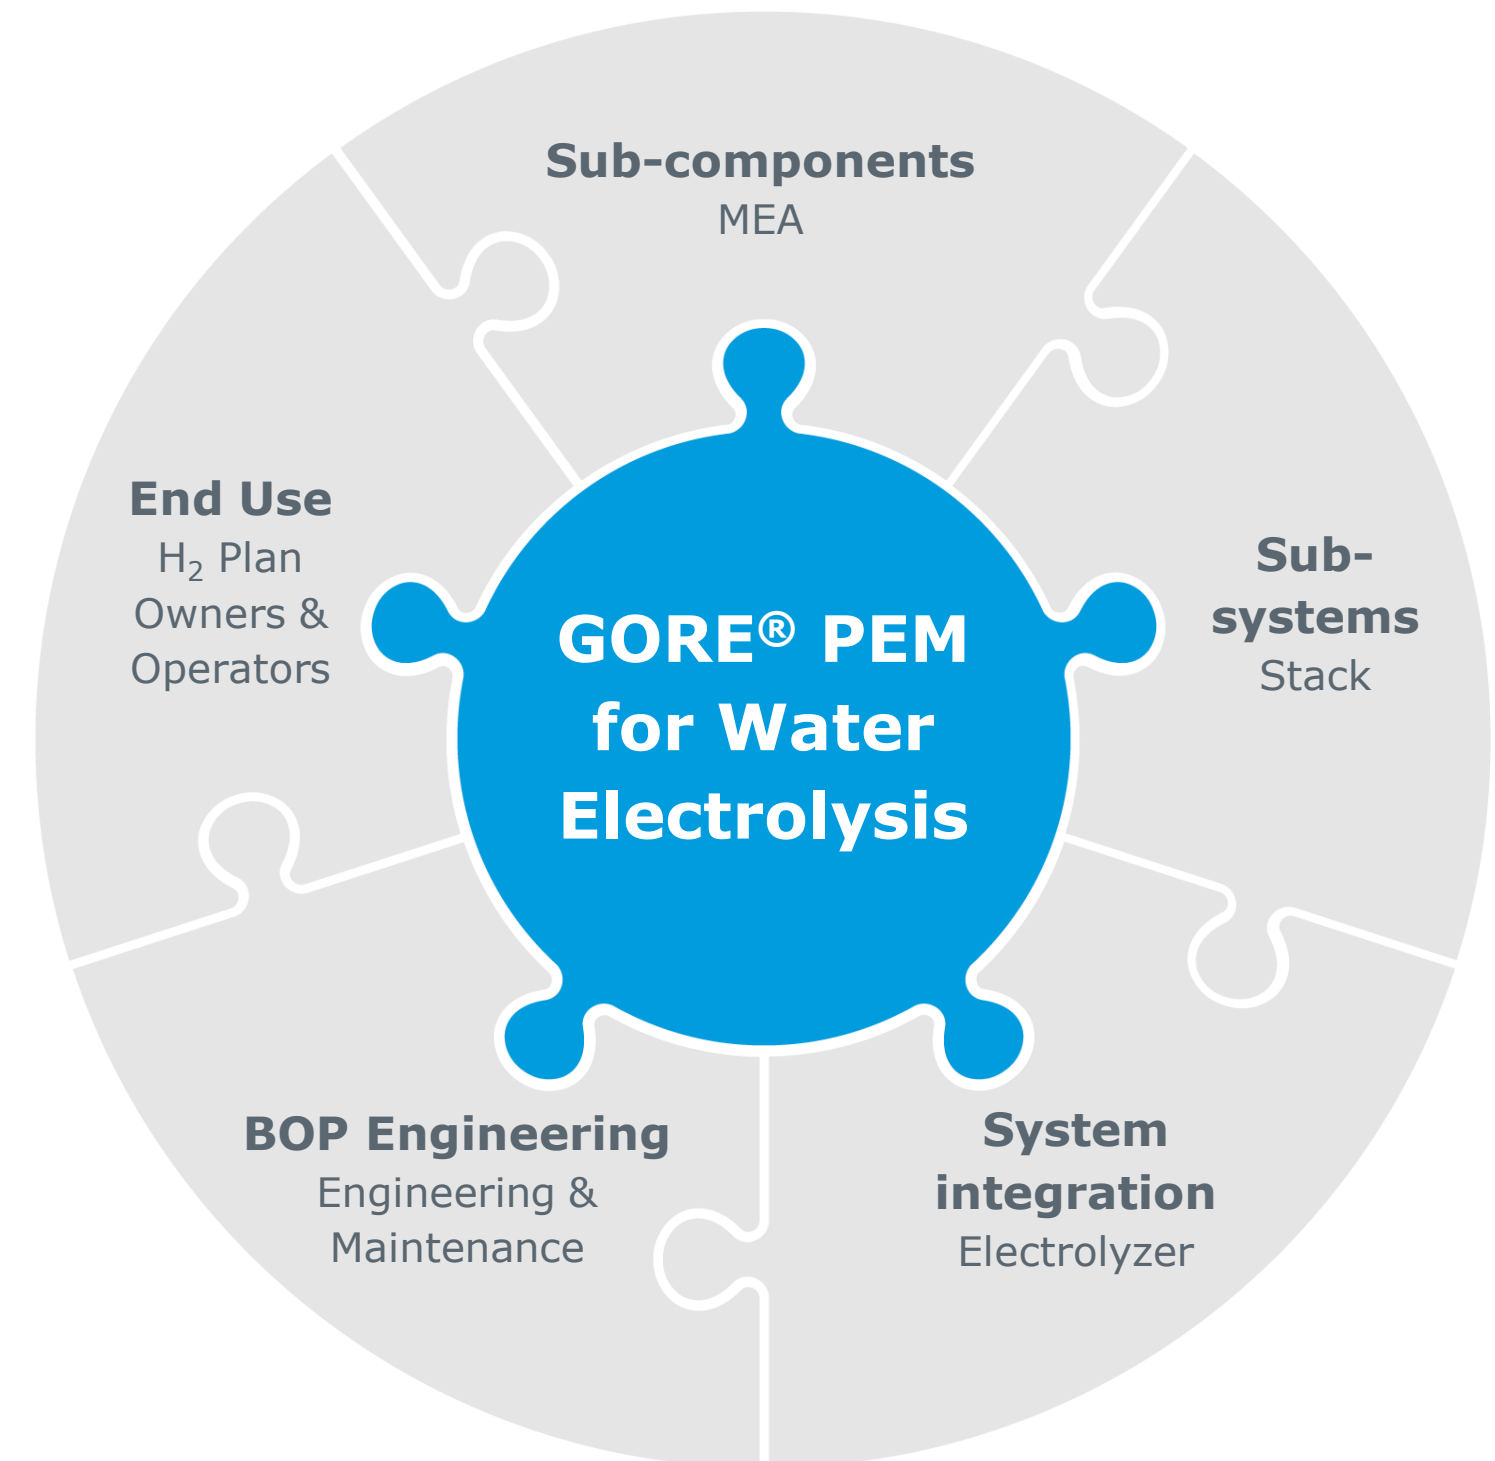 Sub-components
MEA
Sub-
systems
Stack
System
integration
Electrolyzer
BOP Engineering
Engineering &
Maintenance
End Use
H₂ Plan
Owners &
Operators
GORE® PEM
for Water
Electrolysis